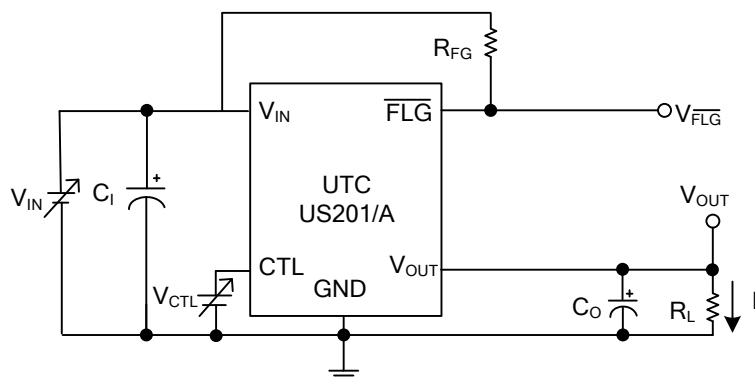 R_FG
V_IN
FLG
V_FLG
V_IN
C_I
UTC
US201/A
V_OUT
CTL
V_OUT
V_CTL
GND
C_O
R_L